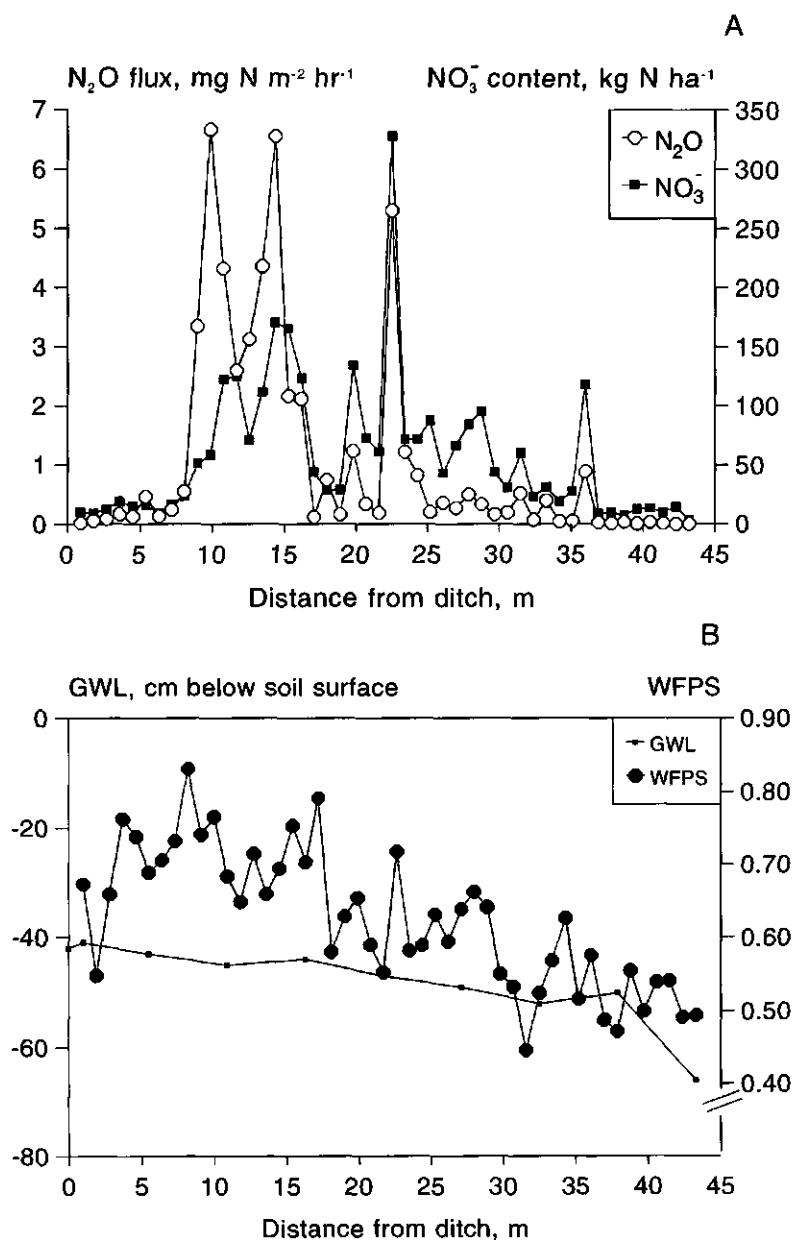 A
N₂O flux, mg N m⁻² hr⁻¹ NO₃⁻ content, kg N ha⁻¹
7 350
6 300
5 250
4 200
3 150
2 100
1 50
0 0
N₂O
NO₃⁻
0 5 10 15 20 25 30 35 40 45
Distance from ditch, m
B
GWL, cm below soil surface WFPS
0 0.90
-20 0.80
0.70
-40 0.60
0.50
-60 0.40
-80
GWL
WFPS
0 5 10 15 20 25 30 35 40 45
Distance from ditch, m